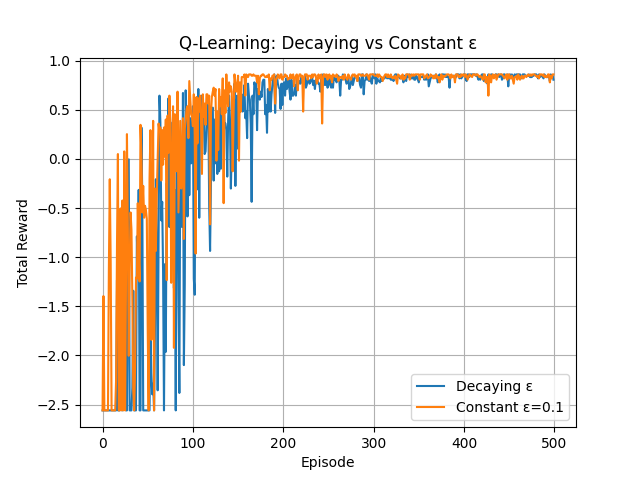 Q-Learning: Decaying vs Constant ε
Total Reward
1.0
0.5
0.0
−0.5
−1.0
−1.5
−2.0
−2.5
0
100
200
300
400
500
Episode
Decaying ε
Constant ε=0.1